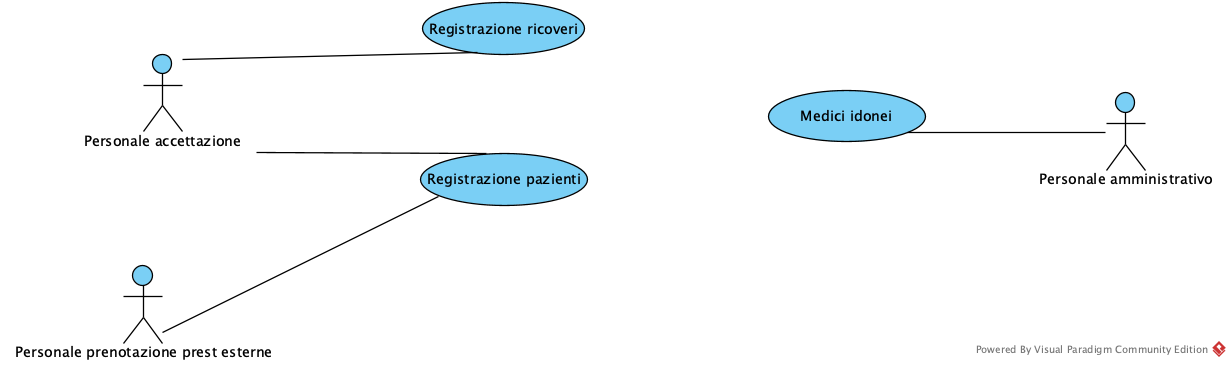 Registrazione ricoveri
Medici idonei
Personale accettazione
Registrazione pazienti
Personale amministrativo
Personale prenotazione prest esterne
Powered By Visual Paradigm Community Edition